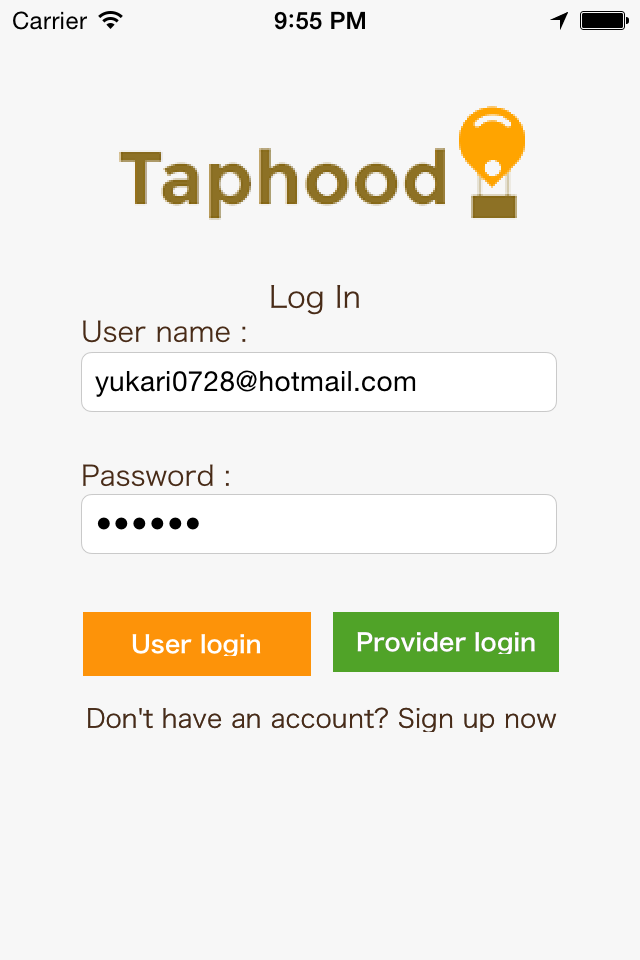 Carrier 9:55 PM
Taphood
Log In
User name :
yukari0728@hotmail.com
Password :
••••••
User login Provider login
Don't have an account? Sign up now